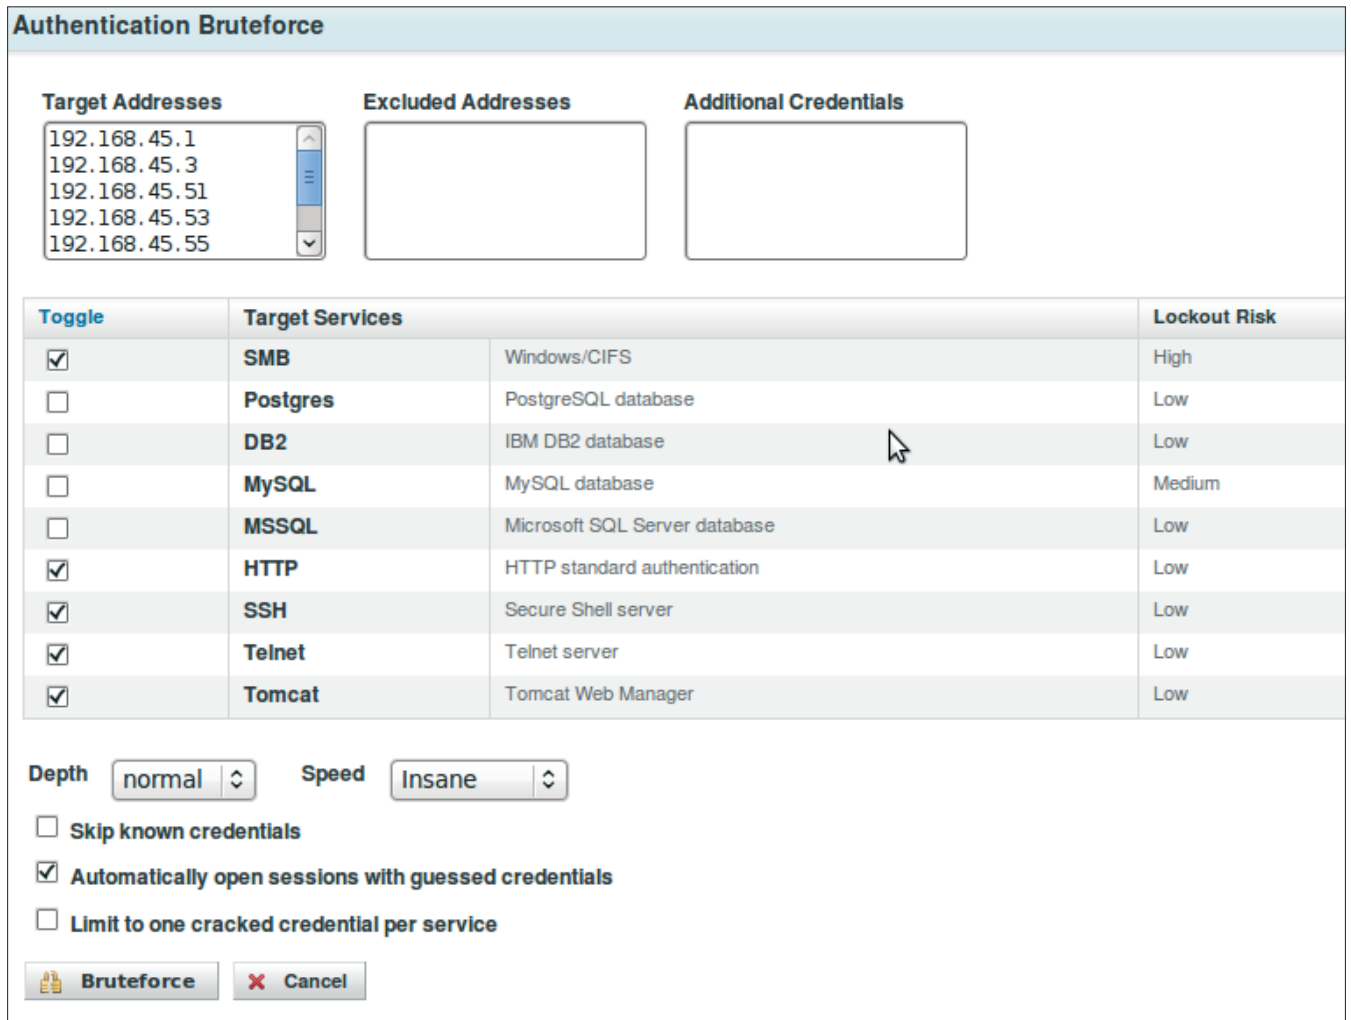 Authentication Bruteforce
Target Addresses Excluded Addresses Additional Credentials
192.168.45.1
192.168.45.3
192.168.45.51
192.168.45.53
192.168.45.55
Toggle Target Services Lockout Risk
SMB Windows/CIFS High
Postgres PostgreSQL database Low
DB2 IBM DB2 database Low
MySQL MySQL database Medium
MSSQL Microsoft SQL Server database Low
HTTP HTTP standard authentication Low
SSH Secure Shell server Low
Telnet Telnet server Low
Tomcat Tomcat Web Manager Low
Depth normal Speed Insane
Skip known credentials
Automatically open sessions with guessed credentials
Limit to one cracked credential per service
Bruteforce Cancel